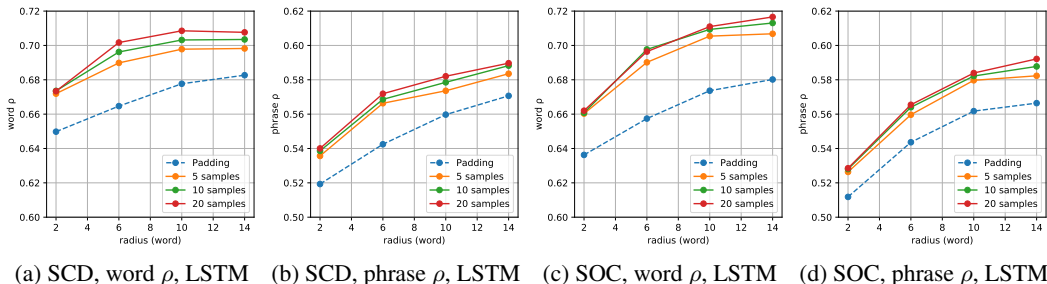 0.72
0.70
0.68
0.66
0.64
0.62
0.60
word ρ
2 4 6 8 10 12 14
radius (word)
Padding
5 samples
10 samples
20 samples
0.62
0.60
0.58
0.56
0.54
0.52
0.50
phrase ρ
2 4 6 8 10 12 14
radius (word)
Padding
5 samples
10 samples
20 samples
0.72
0.70
0.68
0.66
0.64
0.62
0.60
word ρ
2 4 6 8 10 12 14
radius (word)
Padding
5 samples
10 samples
20 samples
0.62
0.60
0.58
0.56
0.54
0.52
0.50
phrase ρ
2 4 6 8 10 12 14
radius (word)
Padding
5 samples
10 samples
20 samples
(a) SCD, word ρ, LSTM
(b) SCD, phrase ρ, LSTM
(c) SOC, word ρ, LSTM
(d) SOC, phrase ρ, LSTM